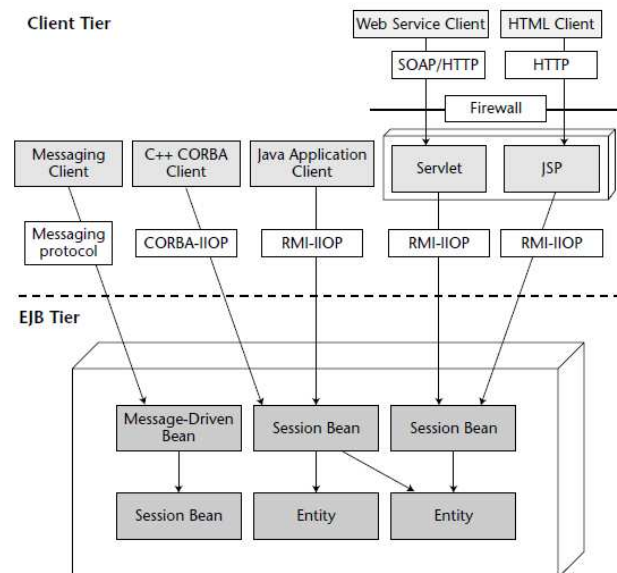 Client Tier
Web Service Client
HTML Client
SOAP/HTTP
HTTP
Firewall
Messaging
Client
C++ CORBA
Client
Java Application
Client
Servlet
JSP
Messaging
protocol
CORBA-IIOP
RMI-IIOP
RMI-IIOP
RMI-IIOP
EJB Tier
Message-Driven
Bean
Session Bean
Session Bean
Session Bean
Entity
Entity